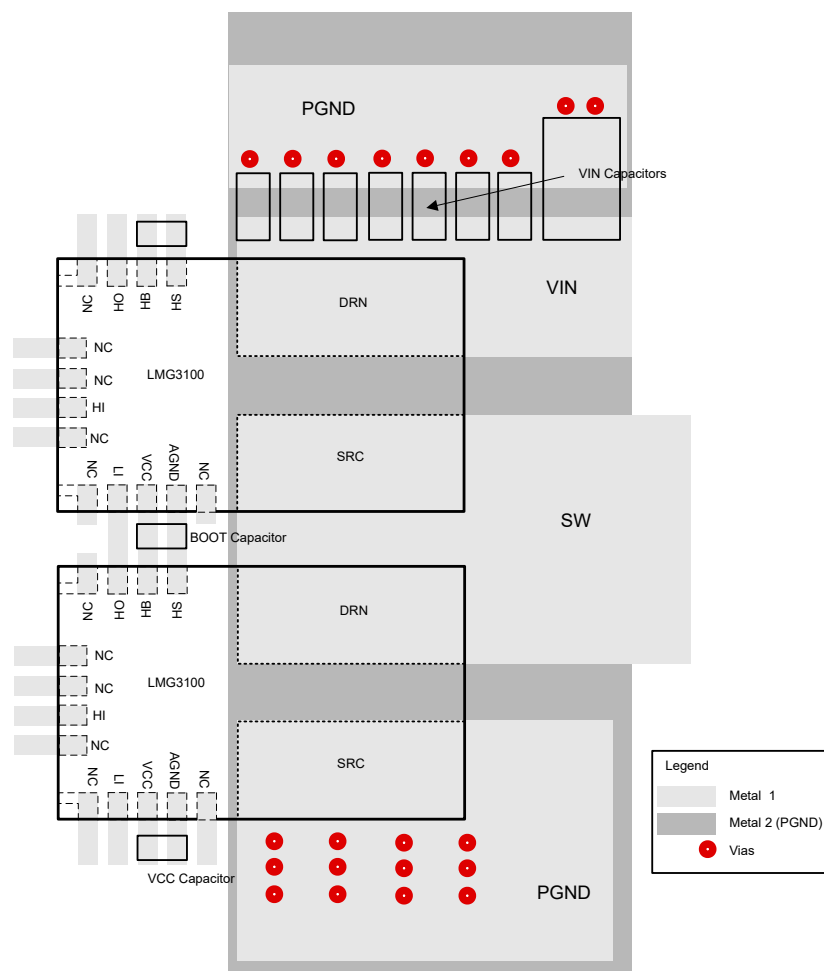 PGND
VIN Capacitors
VIN
NC
OH
HB
SH
DRN
NC
NC
HI
NC
LMG3100
NC
LI
VCC
AGND
NC
SRC
SW
BOOT Capacitor
NC
OH
HB
SH
DRN
NC
NC
HI
NC
LMG3100
NC
LI
VCC
AGND
NC
SRC
VCC Capacitor
PGND
Legend
Metal 1
Metal 2 (PGND)
Vias